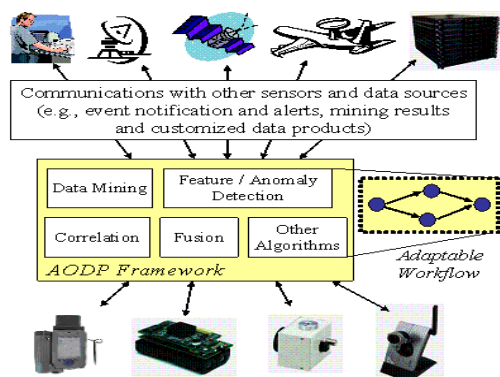 Communications with other sensors and data sources
(e.g., event notification and alerts, mining results
and customized data products)
Data Mining
Feature / Anomaly
Detection
Correlation
Fusion
Other
Algorithms
AODP Framework
Adaptable
Workflow